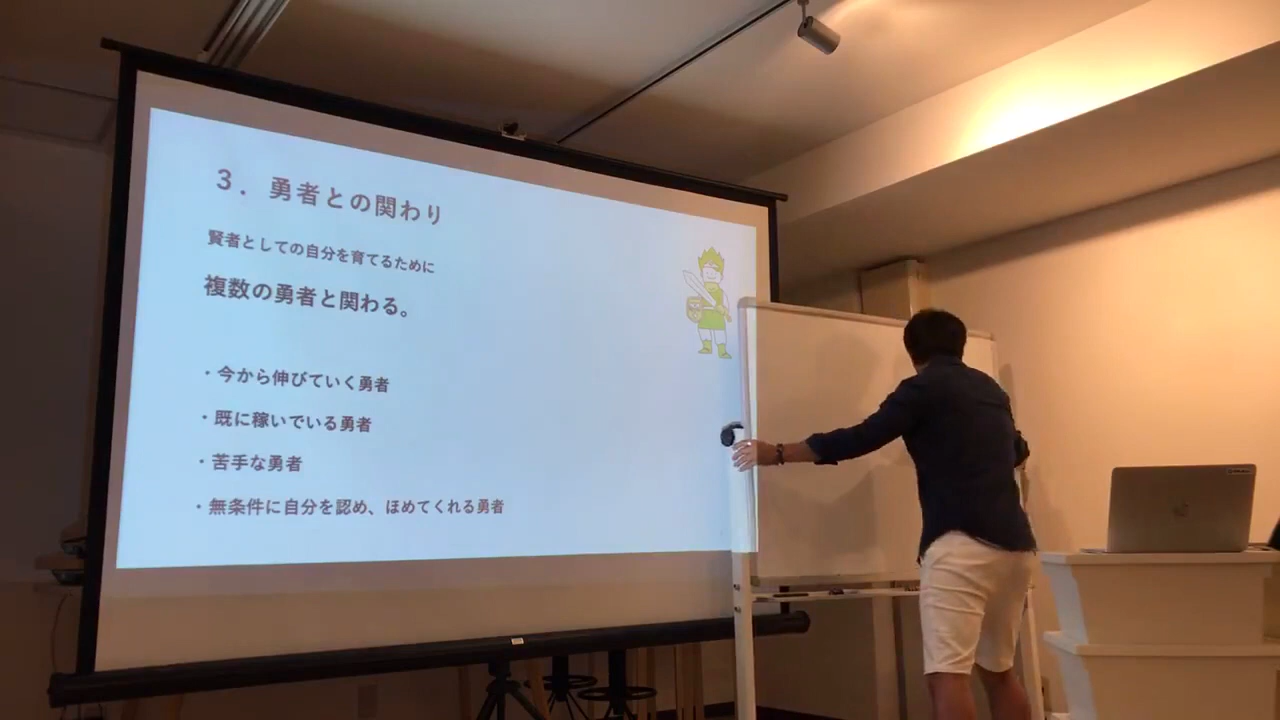 3. 勇者との関わり
賢者としての自分を育てるために
複数の勇者と関わる。
・今から伸びていく勇者
・既に稼いでいる勇者
・苦手な勇者
・無条件に自分を認め、ほめてくれる勇者